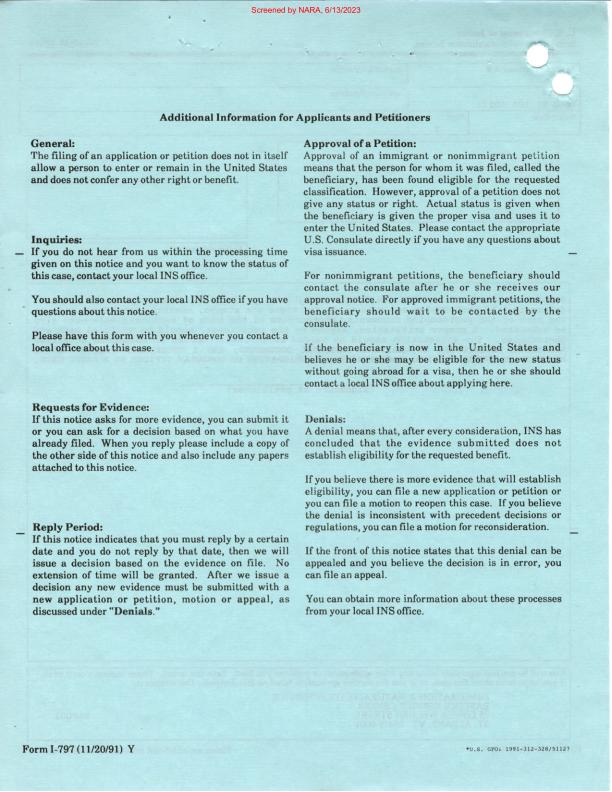 Screened by NARA, 6/13/2023
Additional Information for Applicants and Petitioners
General:
The filing of an application or petition does not in itself
allow a person to enter or remain in the United States
and does not confer any other right or benefit.
Inquiries:
If you do not hear from us within the processing time
given on this notice and you want to know the status of
this case, contact your local INS office.
You should also contact your local INS office if you have
questions about this notice.
Please have this form with you whenever you contact a
local office about this case.
Requests for Evidence:
If this notice asks for more evidence, you can submit it
or you can ask for a decision based on what you have
already filed. When you reply please include a copy of
the other side of this notice and also include any papers
attached to this notice.
Reply Period:
If this notice indicates that you must reply by a certain
date and you do not reply by that date, then we will
issue a decision based on the evidence on file. No
extension of time will be granted. After we issue a
decision any new evidence must be submitted with a
new application or petition, motion or appeal, as
discussed under "Denials."
Approval of a Petition:
Approval of an immigrant or nonimmigrant petition
means that the person for whom it was filed, called the
beneficiary, has been found eligible for the requested
classification. However, approval of a petition does not
give any status or right. Actual status is given when
the beneficiary is given the proper visa and uses it to
enter the United States. Please contact the appropriate
U.S. Consulate directly if you have any questions about
visa issuance.
For nonimmigrant petitions, the beneficiary should
contact the consulate after he or she receives our
approval notice. For approved immigrant petitions, the
beneficiary should wait to be contacted by the
consulate.
If the beneficiary is now in the United States and
believes he or she may be eligible for the new status
without going abroad for a visa, then he or she should
contact a local INS office about applying here.
Denials:
A denial means that, after every consideration, INS has
concluded that the evidence submitted does not
establish eligibility for the requested benefit.
If you believe there is more evidence that will establish
eligibility, you can file a new application or petition or
you can file a motion to reopen this case. If you believe
the denial is inconsistent with precedent decisions or
regulations, you can file a motion for reconsideration.
If the front of this notice states that this denial can be
appealed and you believe the decision is in error, you
can file an appeal.
You can obtain more information about these processes
from your local INS office.
Form I-797 (11/20/91) Y
*U.S. GPO: 1991-312-328/51127